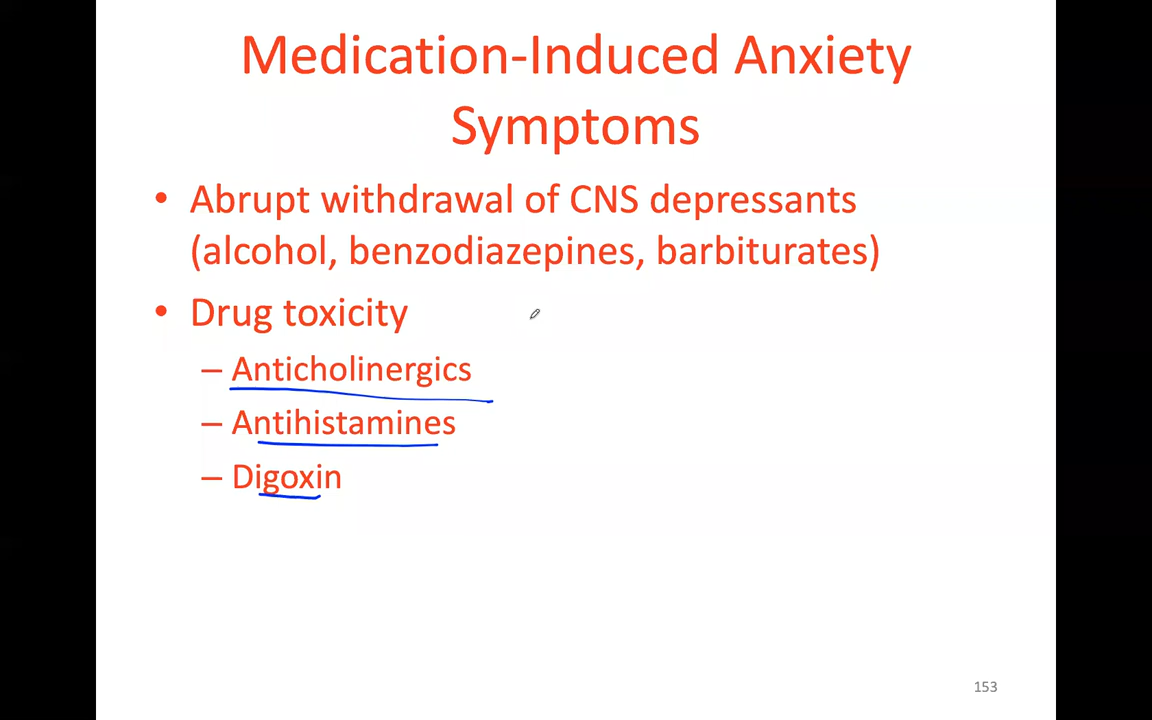 Medication-Induced Anxiety
Symptoms
• Abrupt withdrawal of CNS depressants
(alcohol, benzodiazepines, barbiturates)
• Drug toxicity
– Anticholinergics
– Antihistamines
– Digoxin
153